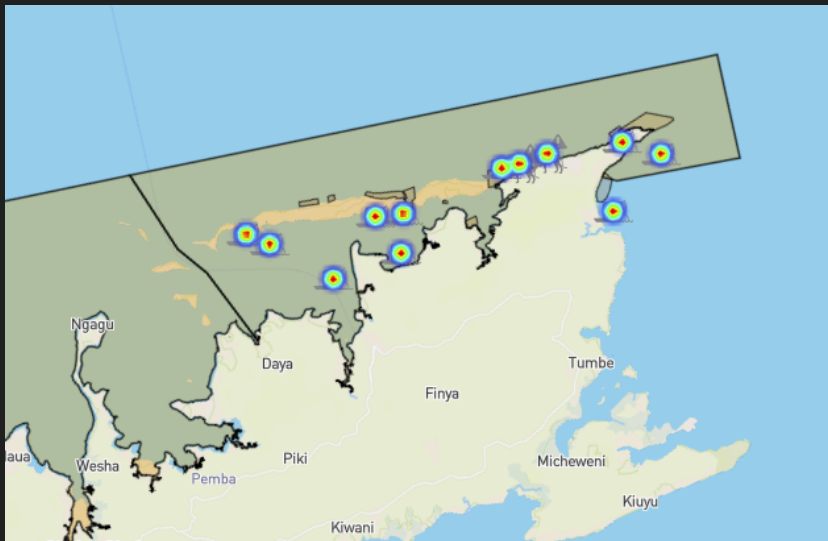 Ngagu
Daya
Tumbe
Finya
Wesha
Piki
Micheweni
Pemba
Kiuyu
Kiwani